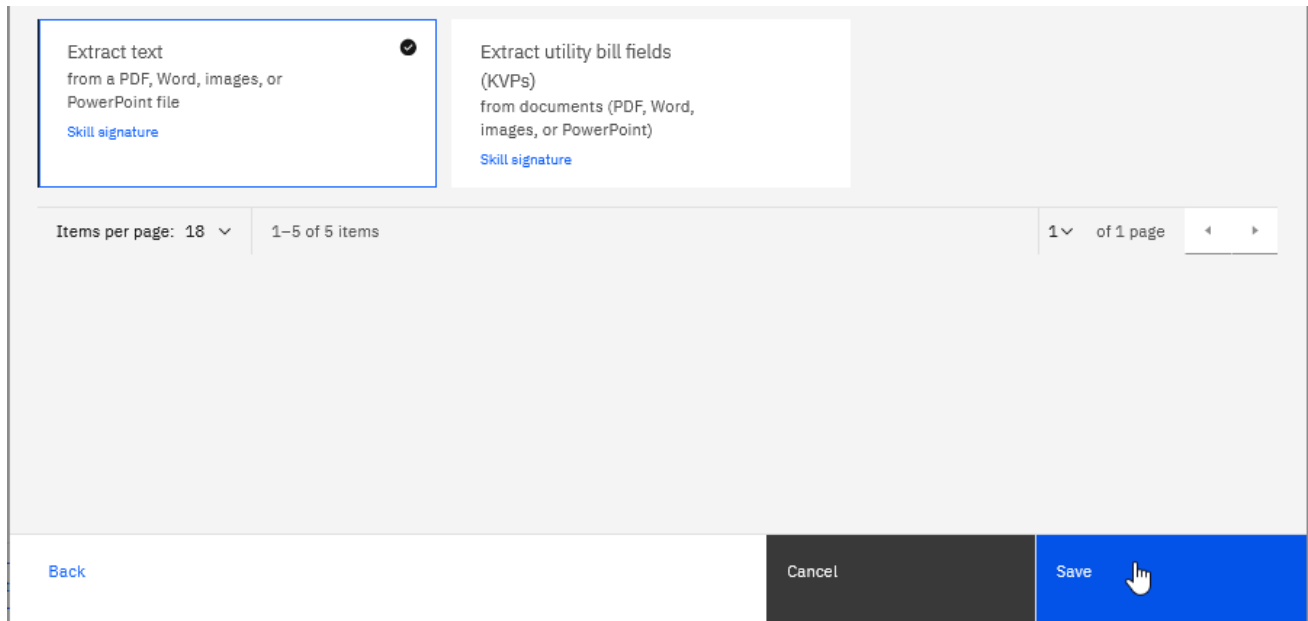 Extract text
from a PDF, Word, images, or
PowerPoint file
Skill signature
Extract utility bill fields
(KVPs)
from documents (PDF, Word,
images, or PowerPoint)
Skill signature
Items per page: 18
1–5 of 5 items
1
of 1 page
Back
Cancel
Save